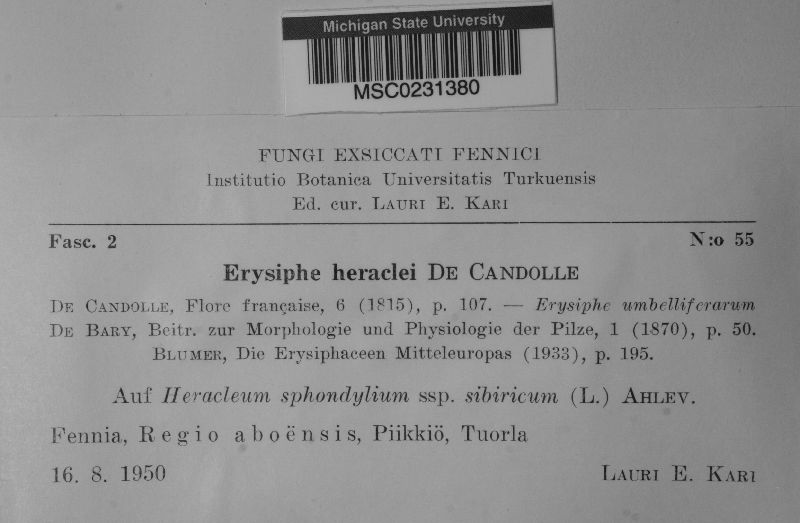 Michigan State University
MSC0231380
FUNGI EXSICCATI FENNICI
Institutio Botanica Universitatis Turkuensis
Ed. cur. LAURI E. KARI
Fasc. 2 N:o 55
Erysiphe heraclei DE CANDOLLE
DE CANDOLLE, Flore française, 6 (1815), p. 107. — Erysiphe umbelliferarum
DE BARY, Beitr. zur Morphologie und Physiologie der Pilze, 1 (1870), p. 50.
BLUMER, Die Erysiphaceen Mitteleuropas (1933), p. 195.
Auf Heracleum sphondylium ssp. sibiricum (L.) AHLEV.
Fennia, Regio aboënsis, Piikkiö, Tuorla
16. 8. 1950 LAURI E. KARI